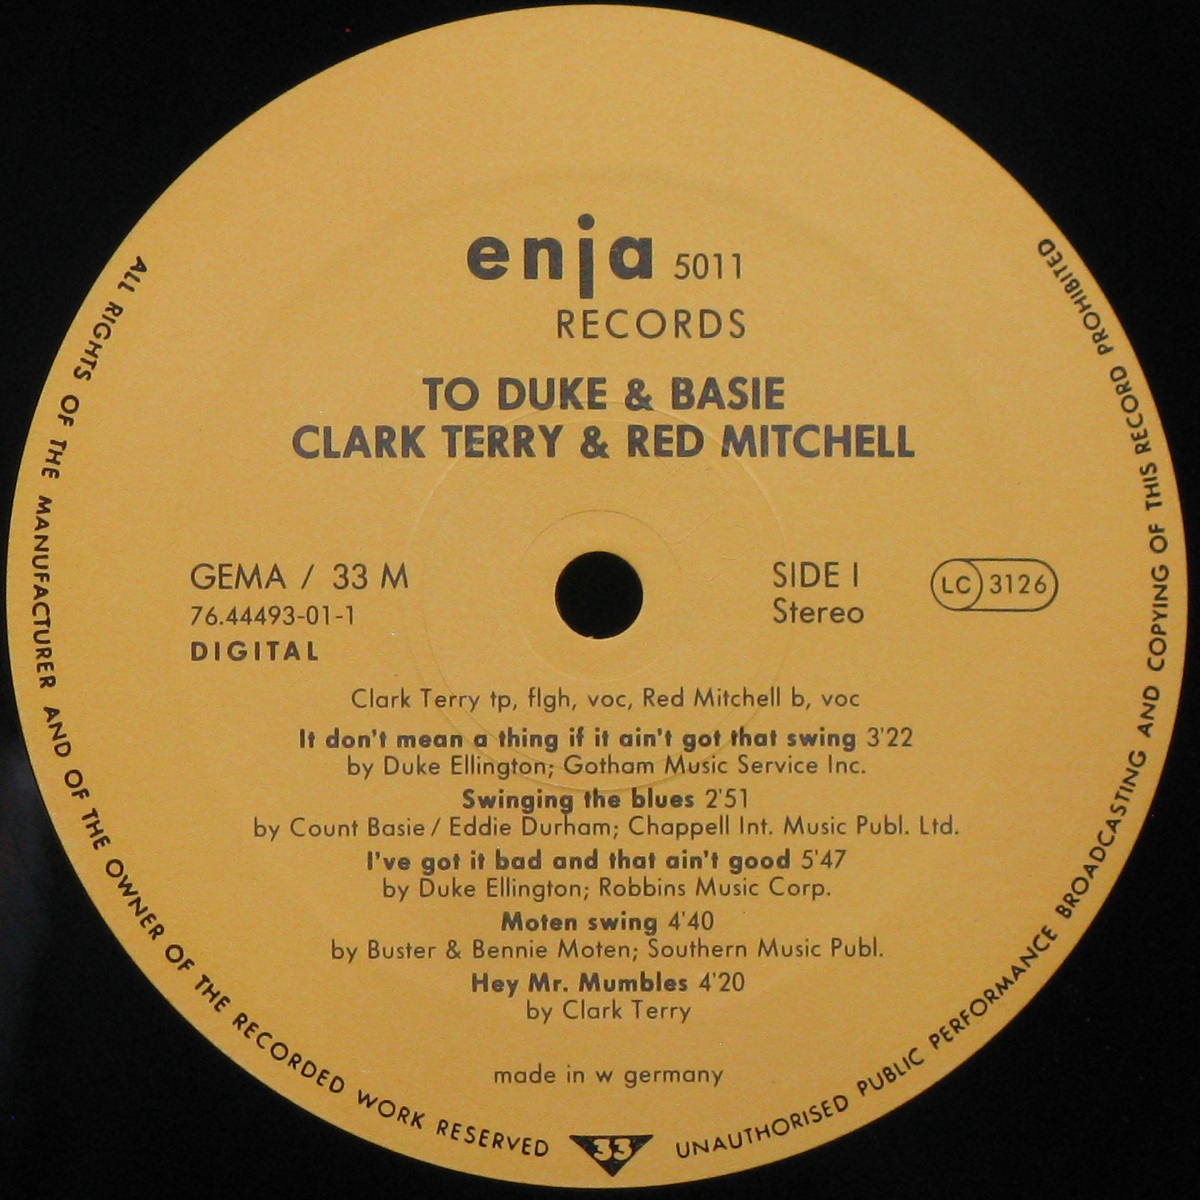 enja 5011
RECORDS
TO DUKE & BASIE
CLARK TERRY & RED MITCHELL
GEMA / 33 M
76.44493-01-1
DIGITAL
SIDE I
Stereo
LC 3126
Clark Terry tp, flgh, voc, Red Mitchell b, voc
It don't mean a thing if it ain't got that swing 3'22
by Duke Ellington; Gotham Music Service Inc.
Swinging the blues 2'51
by Count Basie / Eddie Durham; Chappell Int. Music Publ. Ltd.
I've got it bad and that ain't good 5'47
by Duke Ellington; Robbins Music Corp.
Moten swing 4'40
by Buster & Bennie Moten; Southern Music Publ.
Hey Mr. Mumbles 4'20
by Clark Terry
made in w germany
ALL RIGHTS OF THE MANUFACTURER AND OF THE OWNER OF THE RECORDED WORK RESERVED
33
UNAUTHORISED PUBLIC PERFORMANCE BROADCASTING AND COPYING OF THIS RECORD PROHIBITED